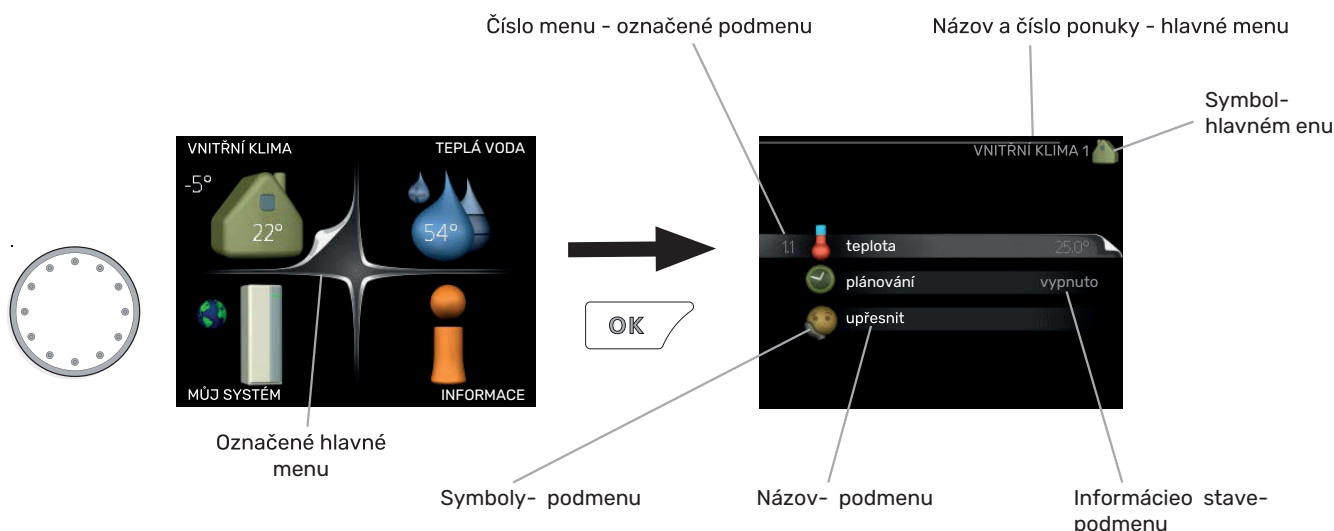 Číslo menu - označené podmenu
Názov a číslo ponuky - hlavné menu
Symbol-
hlavném enu
VNITŘNÍ KLIMA
TEPLÁ VODA
-5°
22°
54°
MŮJ SYSTÉM
INFORMACE
OK
VNITŘNÍ KLIMA 1
1.1 teplota 25.0°
plánování vypnuto
upřesnit
Označené hlavné
menu
Symboly- podmenu
Názov- podmenu
Informácieo stave-
podmenu